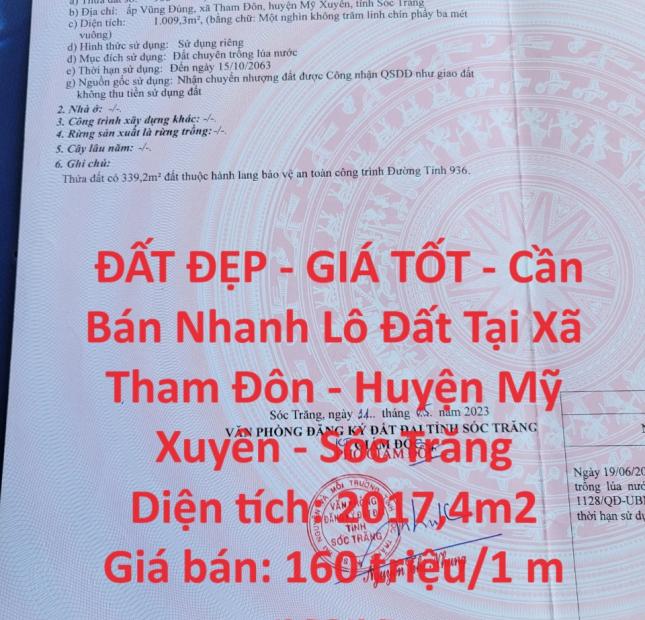 b) Địa chỉ: ấp Vũng Đùng, xã Tham Đôn, huyện Mỹ Xuyên, tỉnh Sóc Trăng
c) Diện tích: 1.009,3m², (bằng chữ: Một nghìn không trăm linh chín phẩy ba mét
vuông)
d) Hình thức sử dụng: Sử dụng riêng
đ) Mục đích sử dụng: Đất chuyên trồng lúa nước
e) Thời hạn sử dụng: Đến ngày 15/10/2063
g) Nguồn gốc sử dụng: Nhận chuyển nhượng đất được Công nhận QSDĐ như giao đất
không thu tiền sử dụng đất
2. Nhà ở: -/-.
3. Công trình xây dựng khác: -/-.
4. Rừng sản xuất là rừng trồng: -/-.
5. Cây lâu năm: -/-.
6. Ghi chú:
Thửa đất có 339,2m² đất thuộc hành lang bảo vệ an toàn công trình Đường Tỉnh 936.
ĐẤT ĐẸP - GIÁ TỐT - Cần
Bán Nhanh Lô Đất Tại Xã
Tham Đôn - Huyện Mỹ
Sóc Trăng, ngày tháng năm 2023
VĂN PHÒNG ĐĂNG KÝ ĐẤT ĐAI TỈNH SÓC TRĂNG
Xuyên - Sóc Trăng
Ngày 19/06/20
trồng lúa nướ
1128/QĐ-UB
thời hạn sử dụ
Diện tích: 2017,4m2
TỈNH
SÓC TRĂNG
Giá bán: 160 triệu/1 m